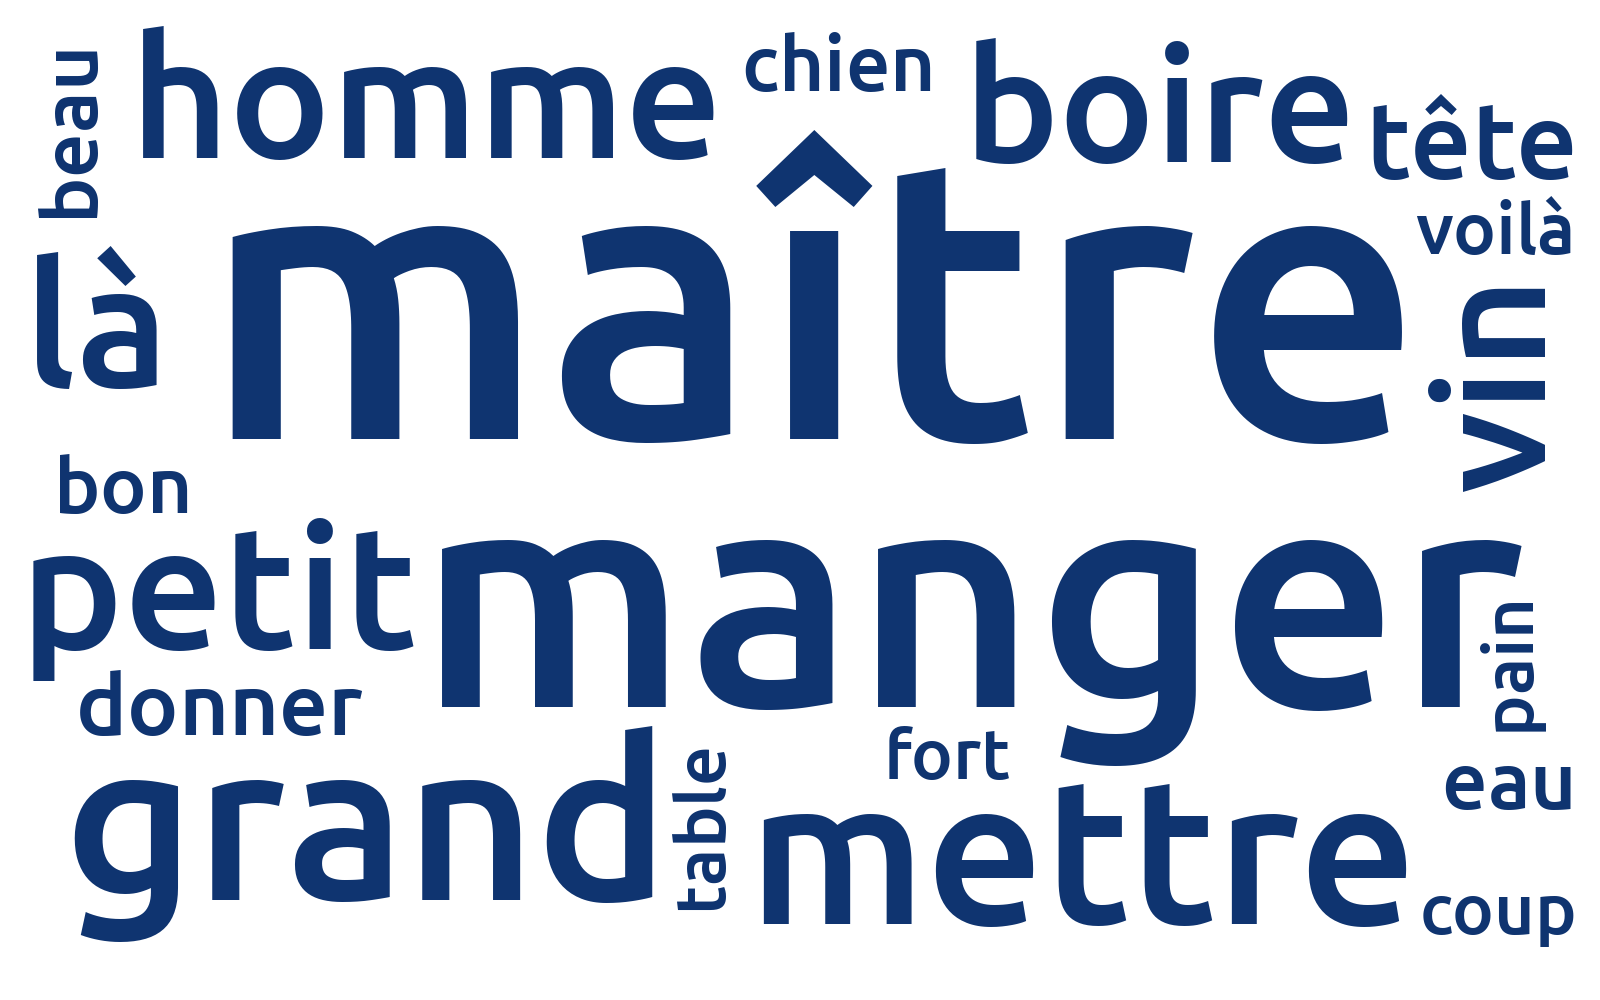 beau
homme
chien
boire
tête
maître
voilà
là
vin
bon
petit
manger
pain
donner
grand
table
fort
mettre
eau
coup